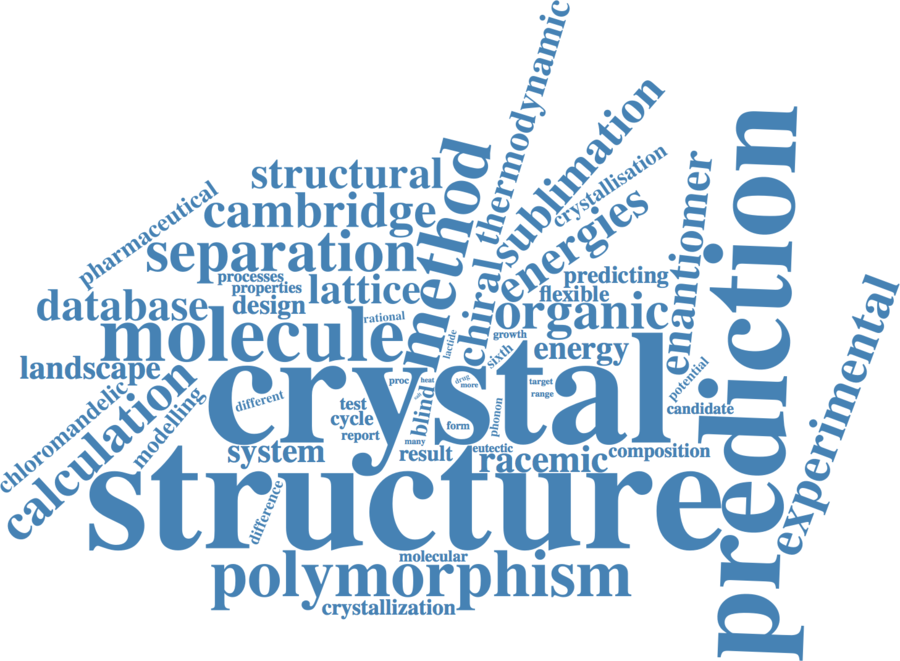 thermodynamic
sublimation
method
structural
crystallisation
pharmaceutical
cambridge
separation
energies
enantiomer
prediction
processes
properties
predicting
flexible
lattice
database
design
chiral
organic
rational
molecule
lactide
growth
sixth
energy
experimental
landscape
crystal
calculation
chloromandelic
modelling
different
proc
heat
drug
more
target
range
potential
candidate
test
cycle
report
blind
form
phonon
many
system
result
eutectic
racemic
composition
structure
difference
molecular
polymorphism
crystallization